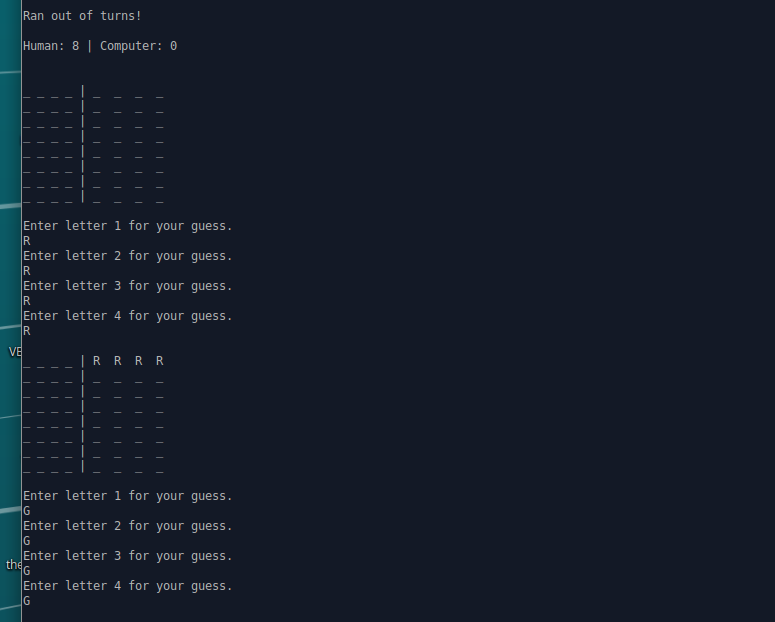 Ran out of turns!
Human: 8 | Computer: 0
_ _ _ _ | _  _  _  _
_ _ _ _ | _  _  _  _
_ _ _ _ | _  _  _  _
_ _ _ _ | _  _  _  _
_ _ _ _ | _  _  _  _
_ _ _ _ | _  _  _  _
_ _ _ _ | _  _  _  _
_ _ _ _ | _  _  _  _
Enter letter 1 for your guess.
R
Enter letter 2 for your guess.
R
Enter letter 3 for your guess.
R
Enter letter 4 for your guess.
R
VE
_ _ _ _ | R  R  R  R
_ _ _ _ | _  _  _  _
_ _ _ _ | _  _  _  _
_ _ _ _ | _  _  _  _
_ _ _ _ | _  _  _  _
_ _ _ _ | _  _  _  _
_ _ _ _ | _  _  _  _
_ _ _ _ | _  _  _  _
Enter letter 1 for your guess.
G
Enter letter 2 for your guess.
G
Enter letter 3 for your guess.
the
G
Enter letter 4 for your guess.
G